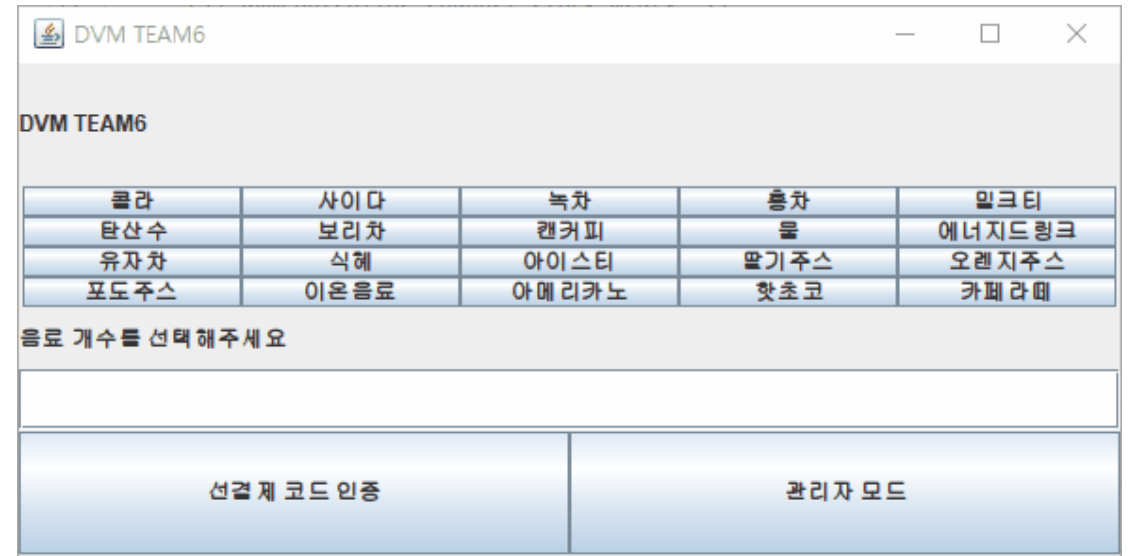 DVM TEAM6
DVM TEAM6
콜라 사이다 녹차 홍차 밀크티
탄산수 보리차 캔커피 물 에너지드링크
유자차 식혜 아이스티 딸기주스 오렌지주스
포도주스 이온음료 아메리카노 핫초코 카페라떼
음료 개수를 선택해주세요
선결제 코드 인증 관리자 모드